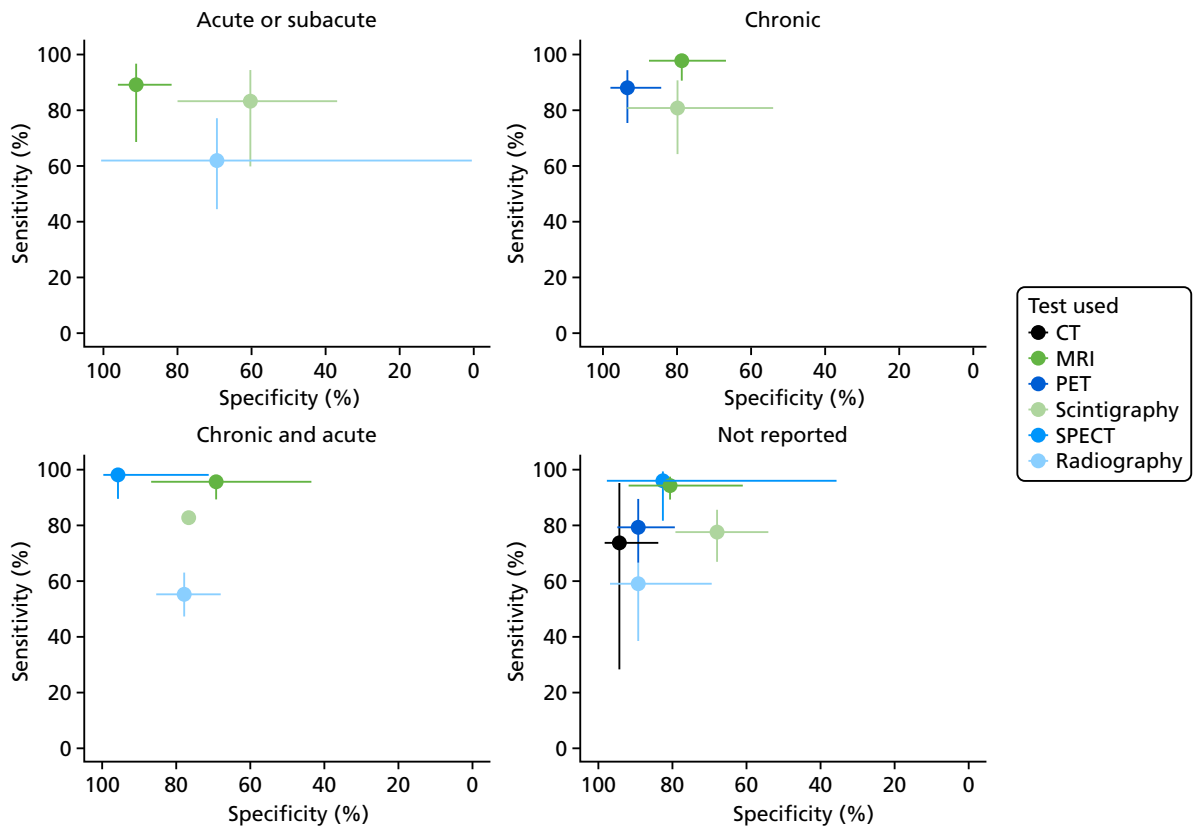 Acute or subacute
100
80
60
40
20
0
Sensitivity (%)
100 80 60 40 20 0
Specificity (%)
Chronic
100
80
60
40
20
0
Sensitivity (%)
100 80 60 40 20 0
Specificity (%)
Test used
CT
MRI
PET
Scintigraphy
SPECT
Radiography
Chronic and acute
100
80
60
40
20
0
Sensitivity (%)
100 80 60 40 20 0
Specificity (%)
Not reported
100
80
60
40
20
0
Sensitivity (%)
100 80 60 40 20 0
Specificity (%)